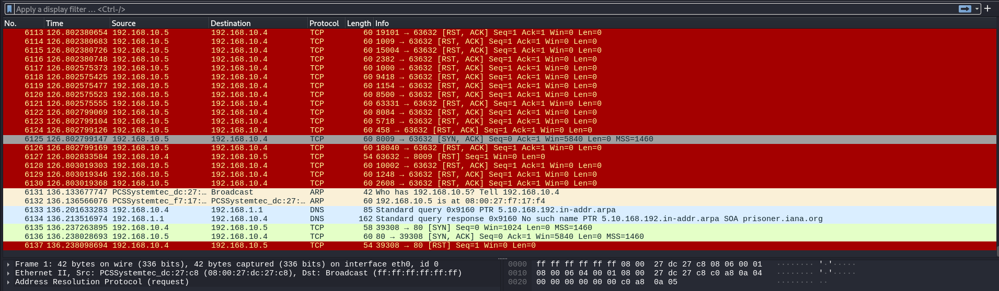 Apply a display filter … <Ctrl-/>
No. Time Source Destination Protocol Length Info
6113 126.802380654 192.168.10.5 192.168.10.4 TCP 60 19101 → 63632 [RST, ACK] Seq=1 Ack=1 Win=0 Len=0
6114 126.802380683 192.168.10.5 192.168.10.4 TCP 60 1009 → 63632 [RST, ACK] Seq=1 Ack=1 Win=0 Len=0
6115 126.802380726 192.168.10.5 192.168.10.4 TCP 60 15004 → 63632 [RST, ACK] Seq=1 Ack=1 Win=0 Len=0
6116 126.802380748 192.168.10.5 192.168.10.4 TCP 60 2382 → 63632 [RST, ACK] Seq=1 Ack=1 Win=0 Len=0
6117 126.802575373 192.168.10.5 192.168.10.4 TCP 60 1000 → 63632 [RST, ACK] Seq=1 Ack=1 Win=0 Len=0
6118 126.802575425 192.168.10.5 192.168.10.4 TCP 60 9418 → 63632 [RST, ACK] Seq=1 Ack=1 Win=0 Len=0
6119 126.802575477 192.168.10.5 192.168.10.4 TCP 60 1154 → 63632 [RST, ACK] Seq=1 Ack=1 Win=0 Len=0
6120 126.802575523 192.168.10.5 192.168.10.4 TCP 60 8500 → 63632 [RST, ACK] Seq=1 Ack=1 Win=0 Len=0
6121 126.802575555 192.168.10.5 192.168.10.4 TCP 60 63331 → 63632 [RST, ACK] Seq=1 Ack=1 Win=0 Len=0
6122 126.802799069 192.168.10.5 192.168.10.4 TCP 60 8084 → 63632 [RST, ACK] Seq=1 Ack=1 Win=0 Len=0
6123 126.802799104 192.168.10.5 192.168.10.4 TCP 60 5718 → 63632 [RST, ACK] Seq=1 Ack=1 Win=0 Len=0
6124 126.802799126 192.168.10.5 192.168.10.4 TCP 60 458 → 63632 [RST, ACK] Seq=1 Ack=1 Win=0 Len=0
6125 126.802799147 192.168.10.5 192.168.10.4 TCP 60 8009 → 63632 [SYN, ACK] Seq=0 Ack=1 Win=5840 Len=0 MSS=1460
6126 126.802799169 192.168.10.5 192.168.10.4 TCP 60 18040 → 63632 [RST, ACK] Seq=1 Ack=1 Win=0 Len=0
6127 126.802833584 192.168.10.4 192.168.10.5 TCP 54 63632 → 8009 [RST] Seq=1 Win=0 Len=0
6128 126.803019303 192.168.10.5 192.168.10.4 TCP 60 10002 → 63632 [RST, ACK] Seq=1 Ack=1 Win=0 Len=0
6129 126.803019346 192.168.10.5 192.168.10.4 TCP 60 1248 → 63632 [RST, ACK] Seq=1 Ack=1 Win=0 Len=0
6130 126.803019368 192.168.10.5 192.168.10.4 TCP 60 2608 → 63632 [RST, ACK] Seq=1 Ack=1 Win=0 Len=0
6131 136.133677747 PCSSystemtec_dc:27:… Broadcast ARP 42 Who has 192.168.10.5? Tell 192.168.10.4
6132 136.136566076 PCSSystemtec_f7:17:… PCSSystemtec_dc:27:… ARP 60 192.168.10.5 is at 08:00:27:f7:17:f4
6133 136.201633283 192.168.10.4 192.168.1.1 DNS 85 Standard query 0x9160 PTR 5.10.168.192.in-addr.arpa
6134 136.213516974 192.168.1.1 192.168.10.4 DNS 162 Standard query response 0x9160 No such name PTR 5.10.168.192.in-addr.arpa SOA prisoner.iana.org
6135 136.237263895 192.168.10.4 192.168.10.5 TCP 58 39308 → 80 [SYN] Seq=0 Win=1024 Len=0 MSS=1460
6136 136.238028693 192.168.10.5 192.168.10.4 TCP 60 80 → 39308 [SYN, ACK] Seq=0 Ack=1 Win=5840 Len=0 MSS=1460
6137 136.238098694 192.168.10.4 192.168.10.5 TCP 54 39308 → 80 [RST] Seq=1 Win=0 Len=0
Frame 1: 42 bytes on wire (336 bits), 42 bytes captured (336 bits) on interface eth0, id 0
Ethernet II, Src: PCSSystemtec_dc:27:c8 (08:00:27:dc:27:c8), Dst: Broadcast (ff:ff:ff:ff:ff:ff)
Address Resolution Protocol (request)
0000 ff ff ff ff ff ff 08 00 27 dc 27 c8 08 06 00 01 ········ '·'·····
0010 08 00 06 04 00 01 08 00 27 dc 27 c8 c0 a8 0a 04 ········ '·'·····
0020 00 00 00 00 00 00 c0 a8 0a 05 ········ ··